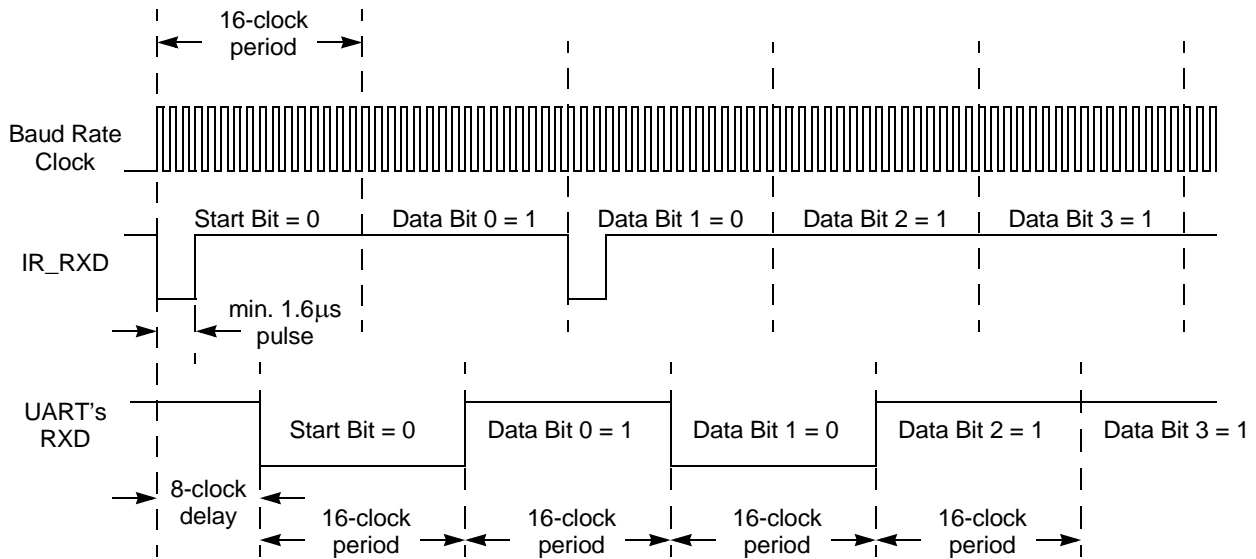 16-clock
period
Baud Rate
Clock
Start Bit = 0
Data Bit 0 = 1
Data Bit 1 = 0
Data Bit 2 = 1
Data Bit 3 = 1
IR_RXD
min. 1.6μs
pulse
UART's
RXD
Start Bit = 0
Data Bit 0 = 1
Data Bit 1 = 0
Data Bit 2 = 1
Data Bit 3 = 1
8-clock
delay
16-clock
period
16-clock
period
16-clock
period
16-clock
period